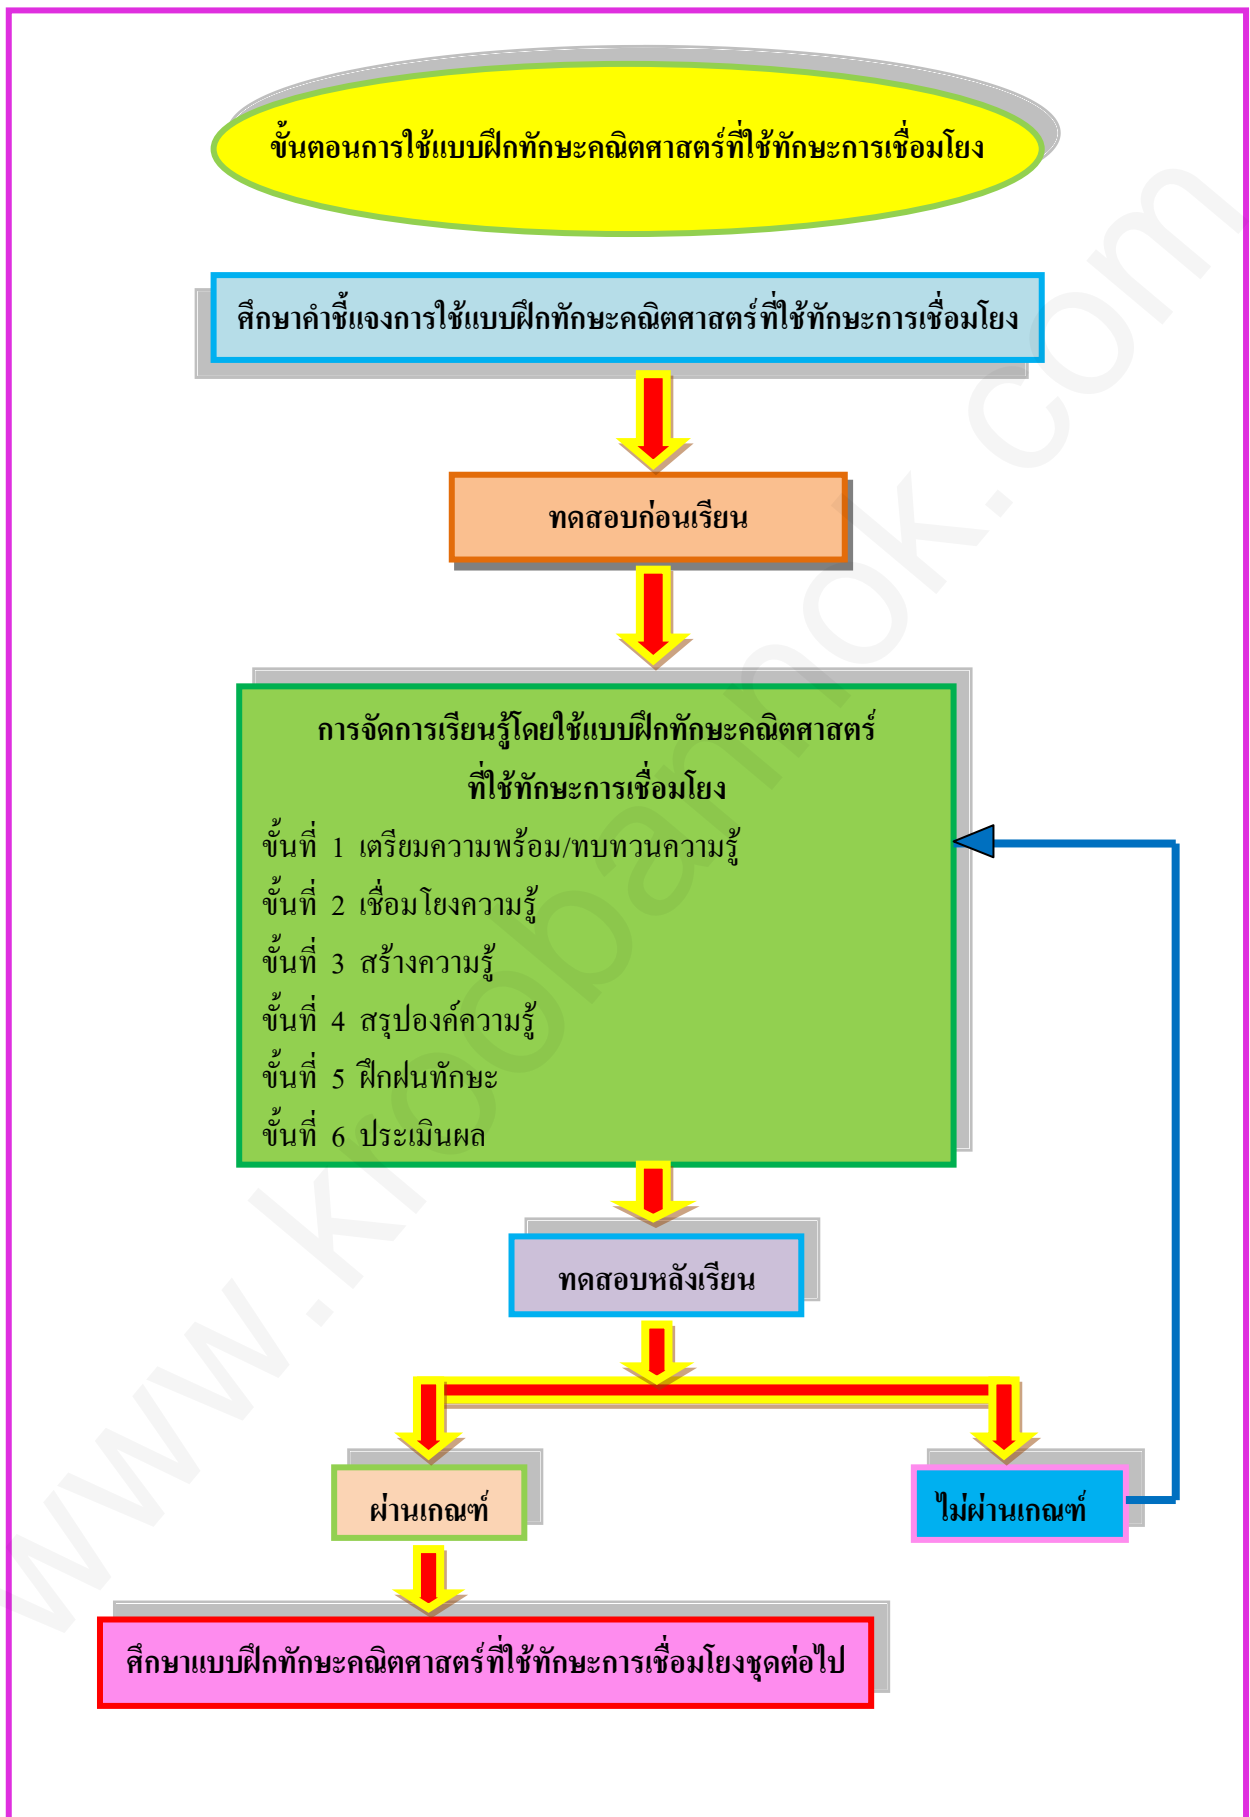 ขั้นตอนการใช้แบบฝึกทักษะคณิตศาสตร์ที่ใช้ทักษะการเชื่อมโยง
ศึกษาคำชี้แจงการใช้แบบฝึกทักษะคณิตศาสตร์ที่ใช้ทักษะการเชื่อมโยง
ทดสอบก่อนเรียน
การจัดการเรียนรู้โดยใช้แบบฝึกทักษะคณิตศาสตร์
ที่ใช้ทักษะการเชื่อมโยง
ขั้นที่ 1 เตรียมความพร้อม/ทบทวนความรู้
ขั้นที่ 2 เชื่อมโยงความรู้
ขั้นที่ 3 สร้างความรู้
ขั้นที่ 4 สรุปองค์ความรู้
ขั้นที่ 5 ฝึกฝนทักษะ
ขั้นที่ 6 ประเมินผล
ทดสอบหลังเรียน
ผ่านเกณฑ์
ไม่ผ่านเกณฑ์
ศึกษาแบบฝึกทักษะคณิตศาสตร์ที่ใช้ทักษะการเชื่อมโยงชุดต่อไป
www.kroobannok.com